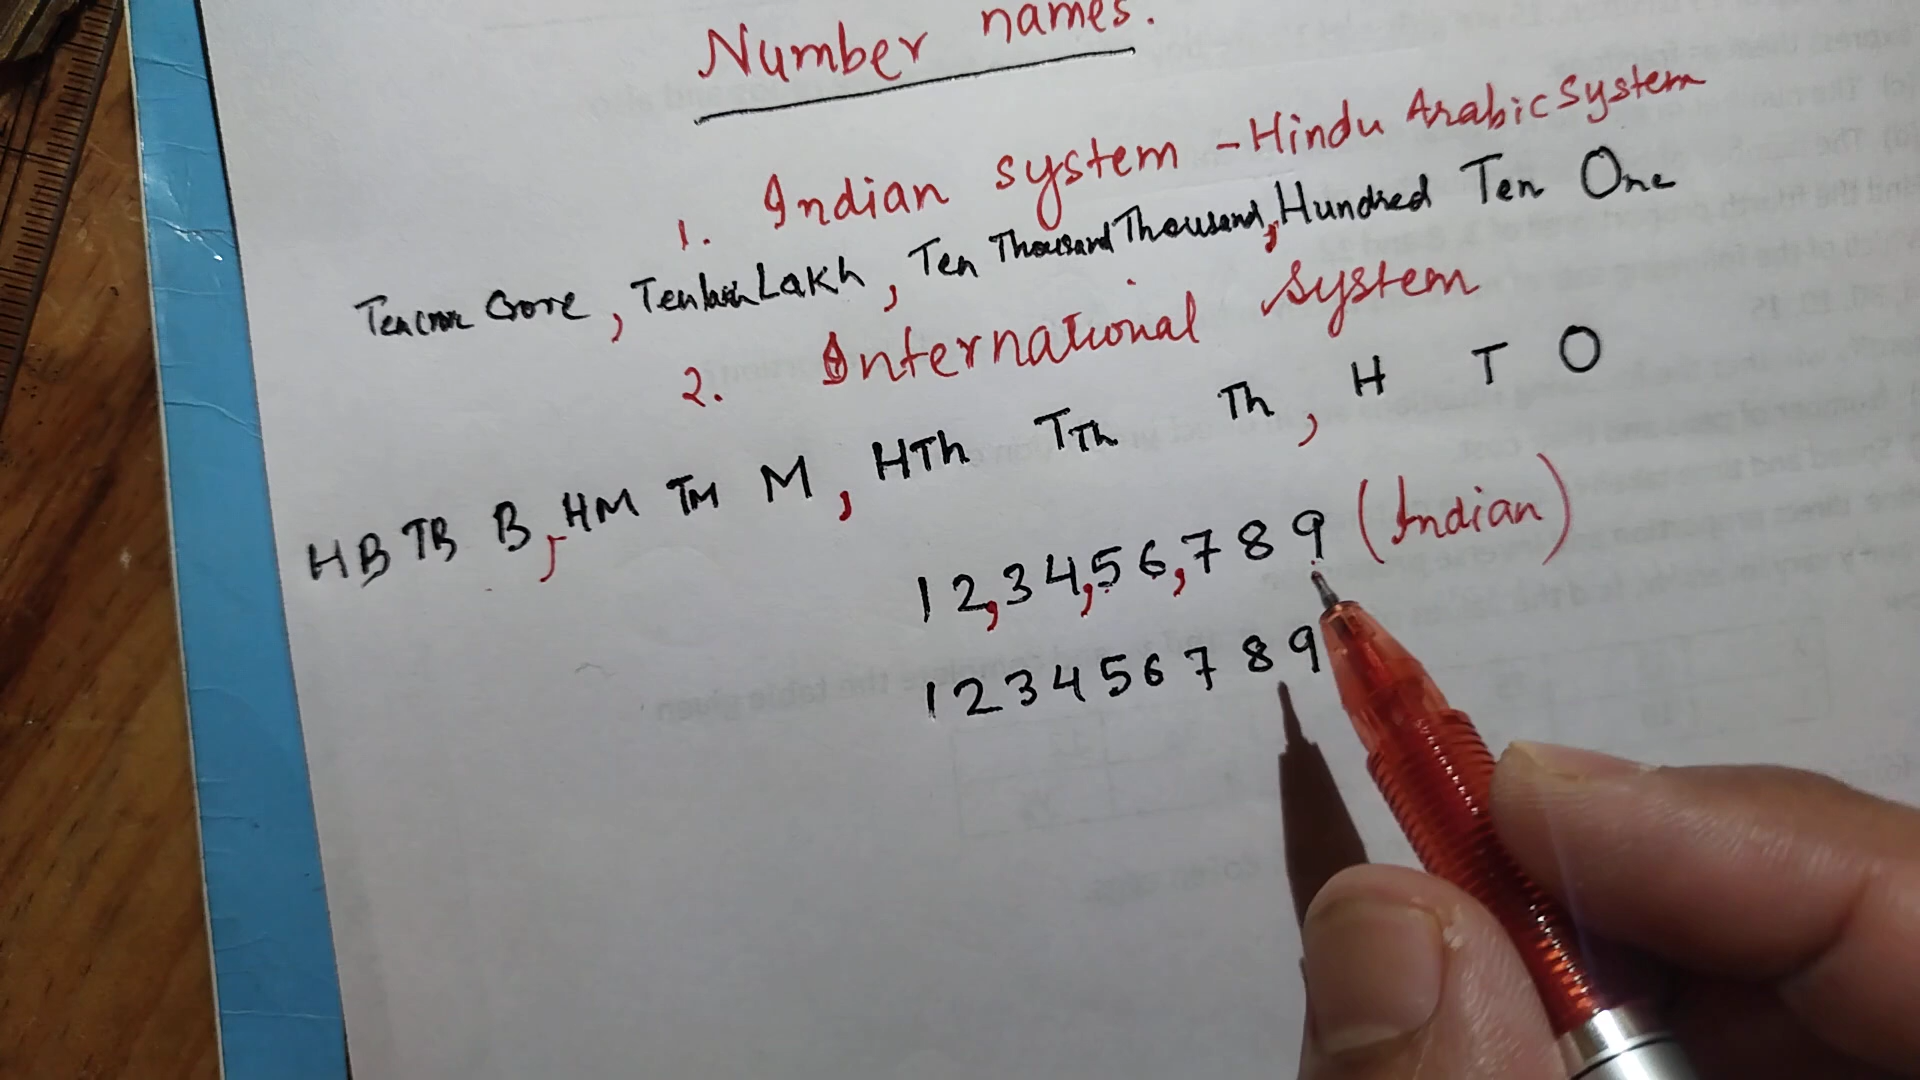 Number names.
1. Indian system - Hindu Arabic System
Ten crore Crore, Ten lakh Lakh, Ten Thousand Thousand, Hundred Ten One
2. International System
HB TB B, HM TM M, HTh TTh Th, H T O
12,34,56,789 (Indian)
123456789